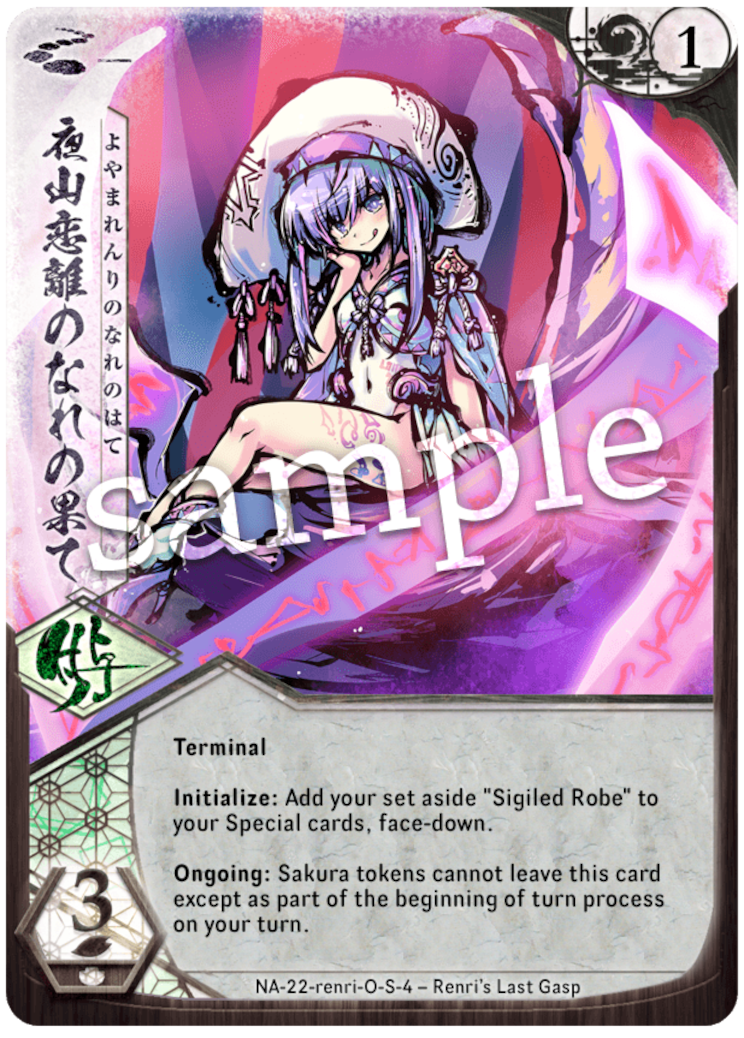 1
夜山恋離のなれの果て
よやまれんりのなれのはて
sample
付与
Terminal
Initialize: Add your set aside "Sigiled Robe" to
your Special cards, face-down.
Ongoing: Sakura tokens cannot leave this card
except as part of the beginning of turn process
on your turn.
3
NA-22-renri-O-S-4 – Renri's Last Gasp